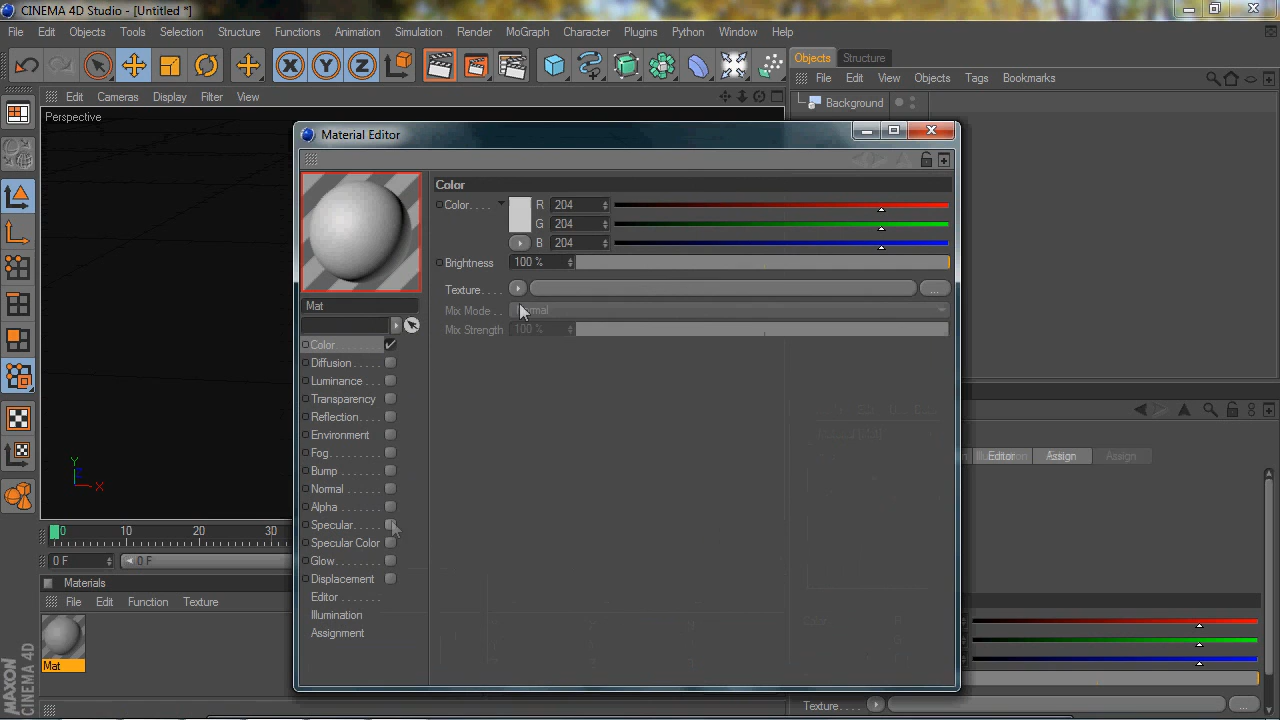 CINEMA 4D Studio - [Untitled *]
File Edit Objects Tools Selection Structure Functions Animation Simulation Render MoGraph Character Plugins Python Window Help
X Y Z
Objects Structure
File Edit View Objects Tags Bookmarks
Edit Cameras Display Filter View
Background
Perspective
Material Editor
Color
Color. . . . R 204
G 204
B 204
Brightness 100 %
Texture. . . . ...
Mix Mode . . Normal
Mix Strength 100 %
Mat
Color. . . . . . . .
Diffusion. . . . .
Luminance. . . .
Transparency
Reflection. . . .
Environment
Fog. . . . . . . . .
Bump . . . . . . .
Normal . . . . . .
Alpha . . . . . . .
Specular. . . . .
Specular Color
Glow. . . . . . . .
Displacement
Editor . . . . . . .
Illumination
Assignment
Editor Illumination Assign Assign
Y
Z
X
0 10 20 30
0 F 0 F
Materials
File Edit Function Texture
Mat
MAXON
CINEMA 4D
Texture. . . . ...